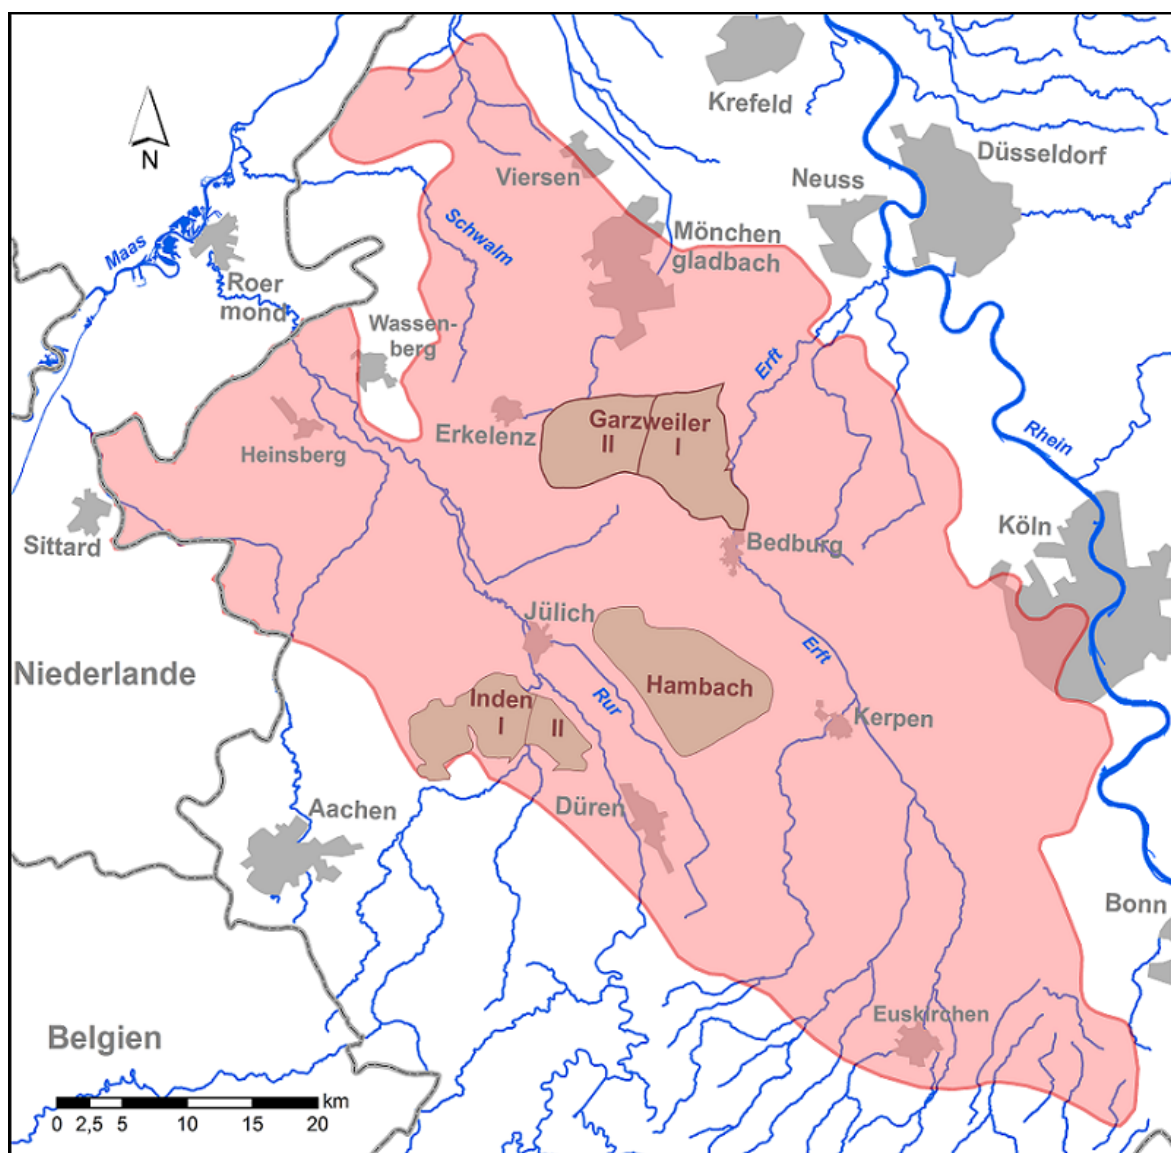 Krefeld
Düsseldorf
N
Viersen
Neuss
Schwalm
Mönchen
gladbach
Maas
Roer
mond
Wassen-
berg
Erft
Garzweiler
II I
Erkelenz
Heinsberg
Rhein
Köln
Sittard
Bedburg
Jülich
Erft
Niederlande
Hambach
Inden
I II
Rur
Kerpen
Aachen
Düren
Bonn
Euskirchen
Belgien
km
0 2,5 5 10 15 20